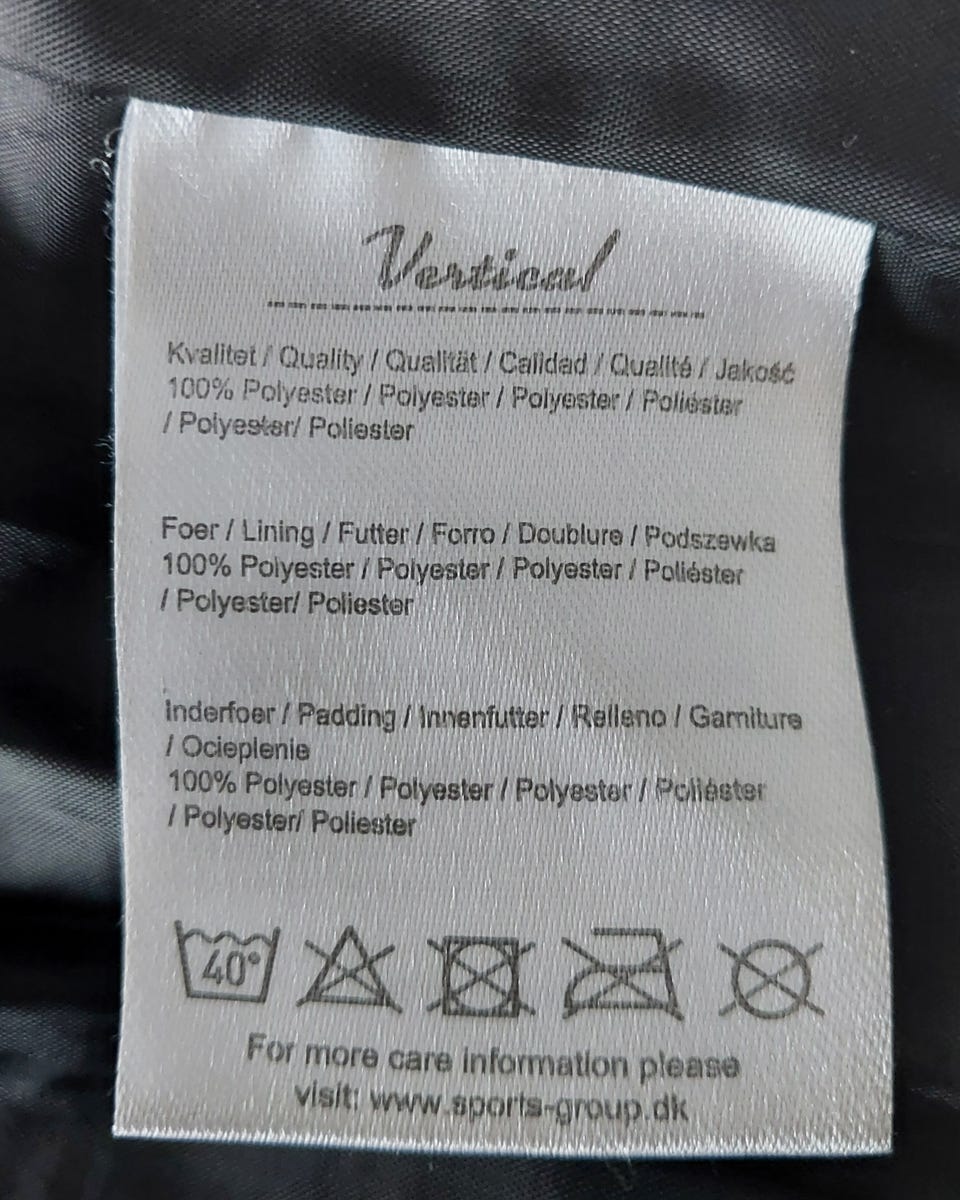 Vertical
Kvalitet / Quality / Qualität / Calidad / Qualité / Jakość
100% Polyester / Polyester / Polyester / Poliéster
/ Polyester/ Poliester
Foer / Lining / Futter / Forro / Doublure / Podszewka
100% Polyester / Polyester / Polyester / Poliéster
/ Polyester/ Poliester
Inderfoer / Padding / Innenfutter / Relleno / Garniture
/ Ocieplenie
100% Polyester / Polyester / Polyester / Poliéster
/ Polyester/ Poliester
40°
For more care information please
visit: www.sports-group.dk